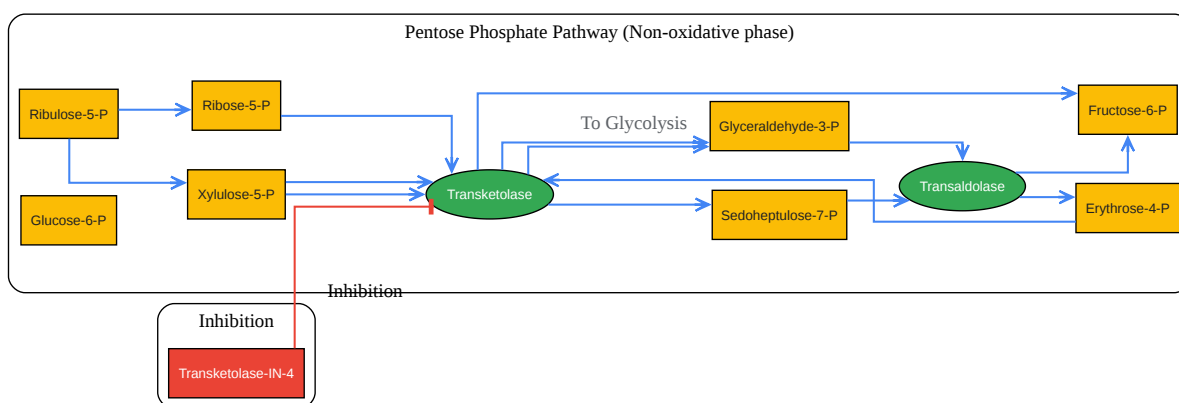 Pentose Phosphate Pathway (Non-oxidative phase)
Ribulose-5-P
Ribose-5-P
Xylulose-5-P
Glucose-6-P
Transketolase
To Glycolysis
Glyceraldehyde-3-P
Sedoheptulose-7-P
Transaldolase
Fructose-6-P
Erythrose-4-P
Inhibition
Inhibition
Transketolase-IN-4